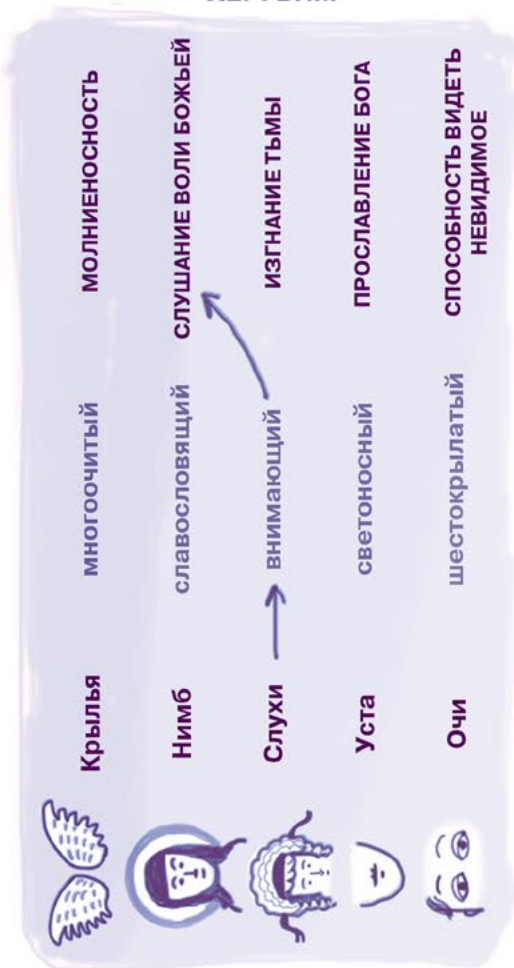 Крылья многоочитый МОЛНИЕНОСНОСТЬ
Нимб славословящий СЛУШАНИЕ ВОЛИ БОЖЬЕЙ
Слухи внимающий ИЗГНАНИЕ ТЬМЫ
Уста светоносный ПРОСЛАВЛЕНИЕ БОГА
Очи шестокрылатый СПОСОБНОСТЬ ВИДЕТЬ
НЕВИДИМОЕ